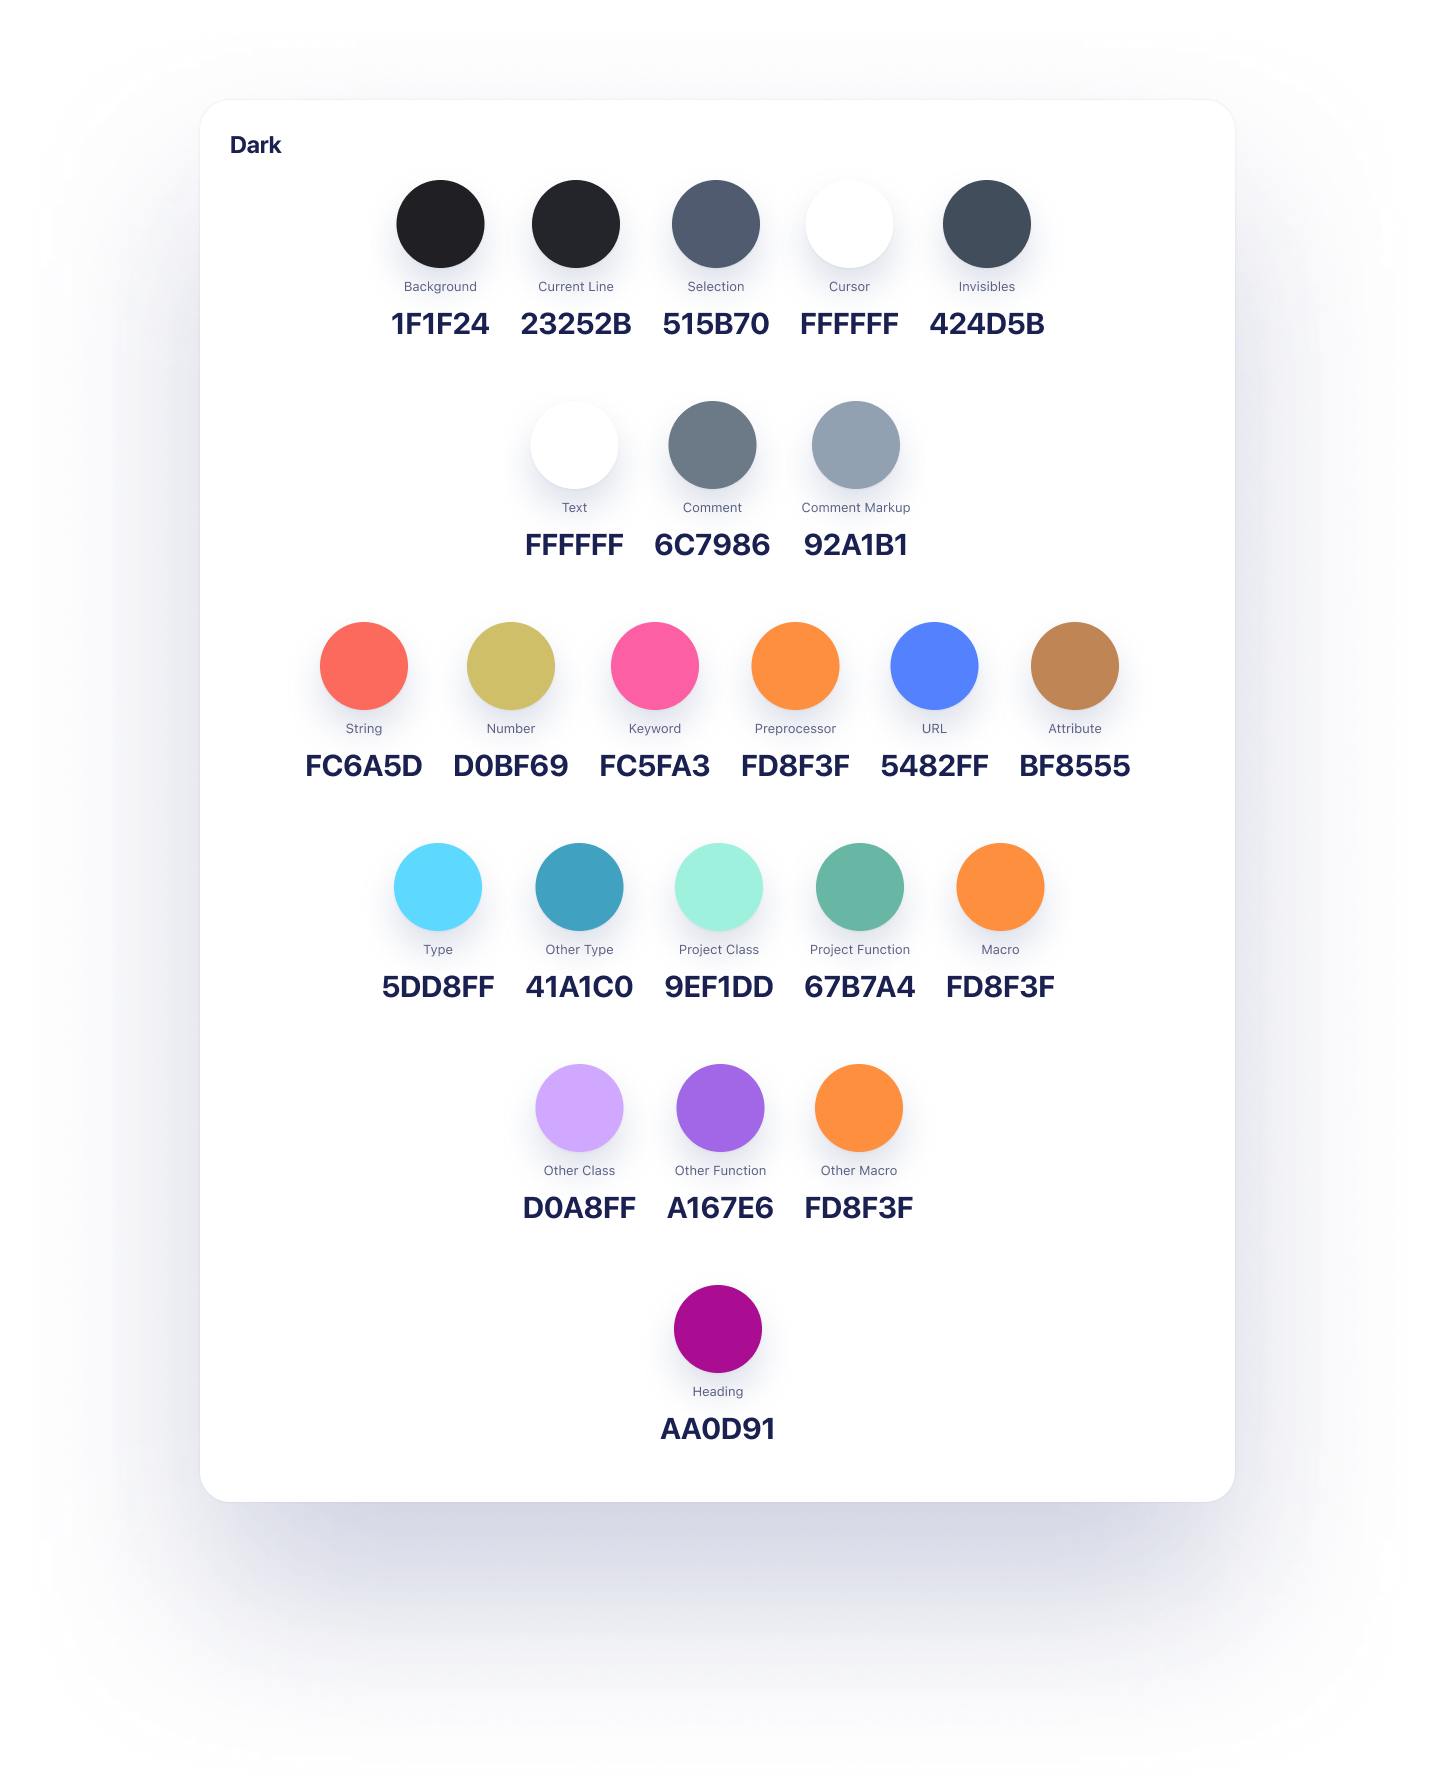 Dark
Background Current Line Selection Cursor Invisibles
1F1F24 23252B 515B70 FFFFFF 424D5B
Text Comment Comment Markup
FFFFFF 6C7986 92A1B1
String Number Keyword Preprocessor URL Attribute
FC6A5D D0BF69 FC5FA3 FD8F3F 5482FF BF8555
Type Other Type Project Class Project Function Macro
5DD8FF 41A1C0 9EF1DD 67B7A4 FD8F3F
Other Class Other Function Other Macro
D0A8FF A167E6 FD8F3F
Heading
AA0D91